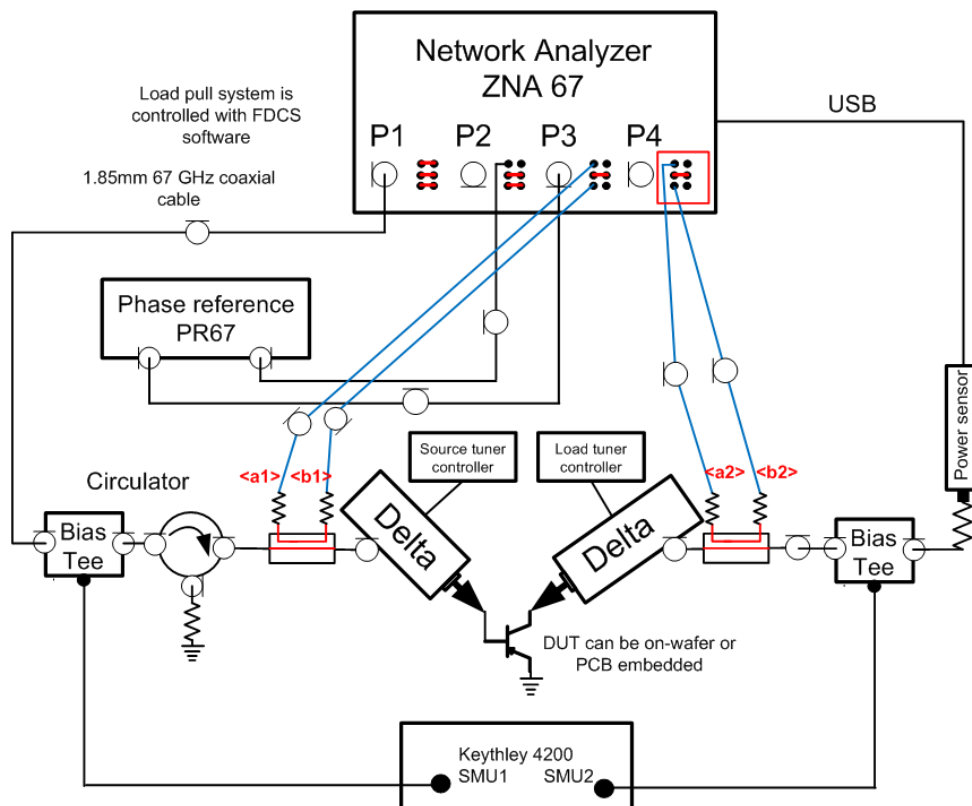 Network Analyzer
ZNA 67
Load pull system is
controlled with FDCS
software
USB
P1
P2
P3
P4
1.85mm 67 GHz coaxial
cable
Phase reference
PR67
Source tuner
controller
Load tuner
controller
Power sensor
<a1>
<b1>
<a2>
<b2>
Circulator
Delta
Delta
Bias
Tee
Bias
Tee
DUT can be on-wafer or
PCB embedded
Keythley 4200
SMU1
SMU2